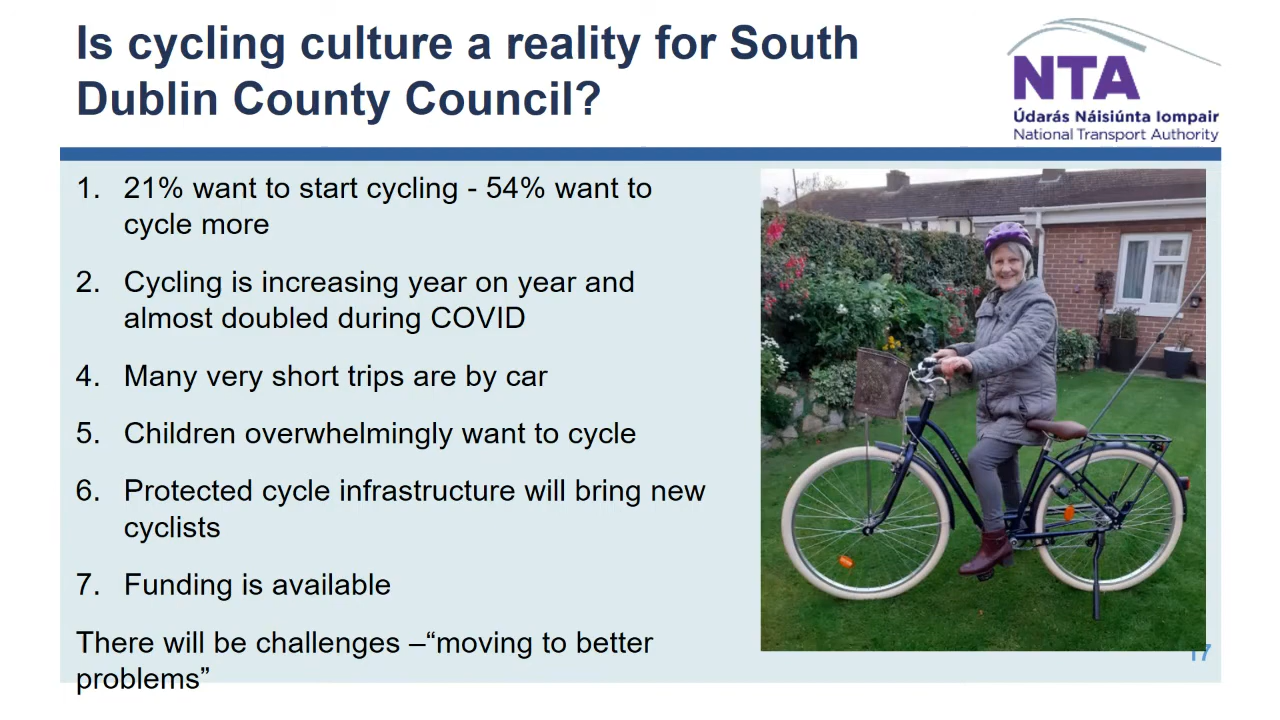 Is cycling culture a reality for South
Dublin County Council?
NTA
Údarás Náisiúnta Iompair
National Transport Authority
1. 21% want to start cycling - 54% want to
cycle more
2. Cycling is increasing year on year and
almost doubled during COVID
4. Many very short trips are by car
5. Children overwhelmingly want to cycle
6. Protected cycle infrastructure will bring new
cyclists
7. Funding is available
There will be challenges –“moving to better
problems”
17